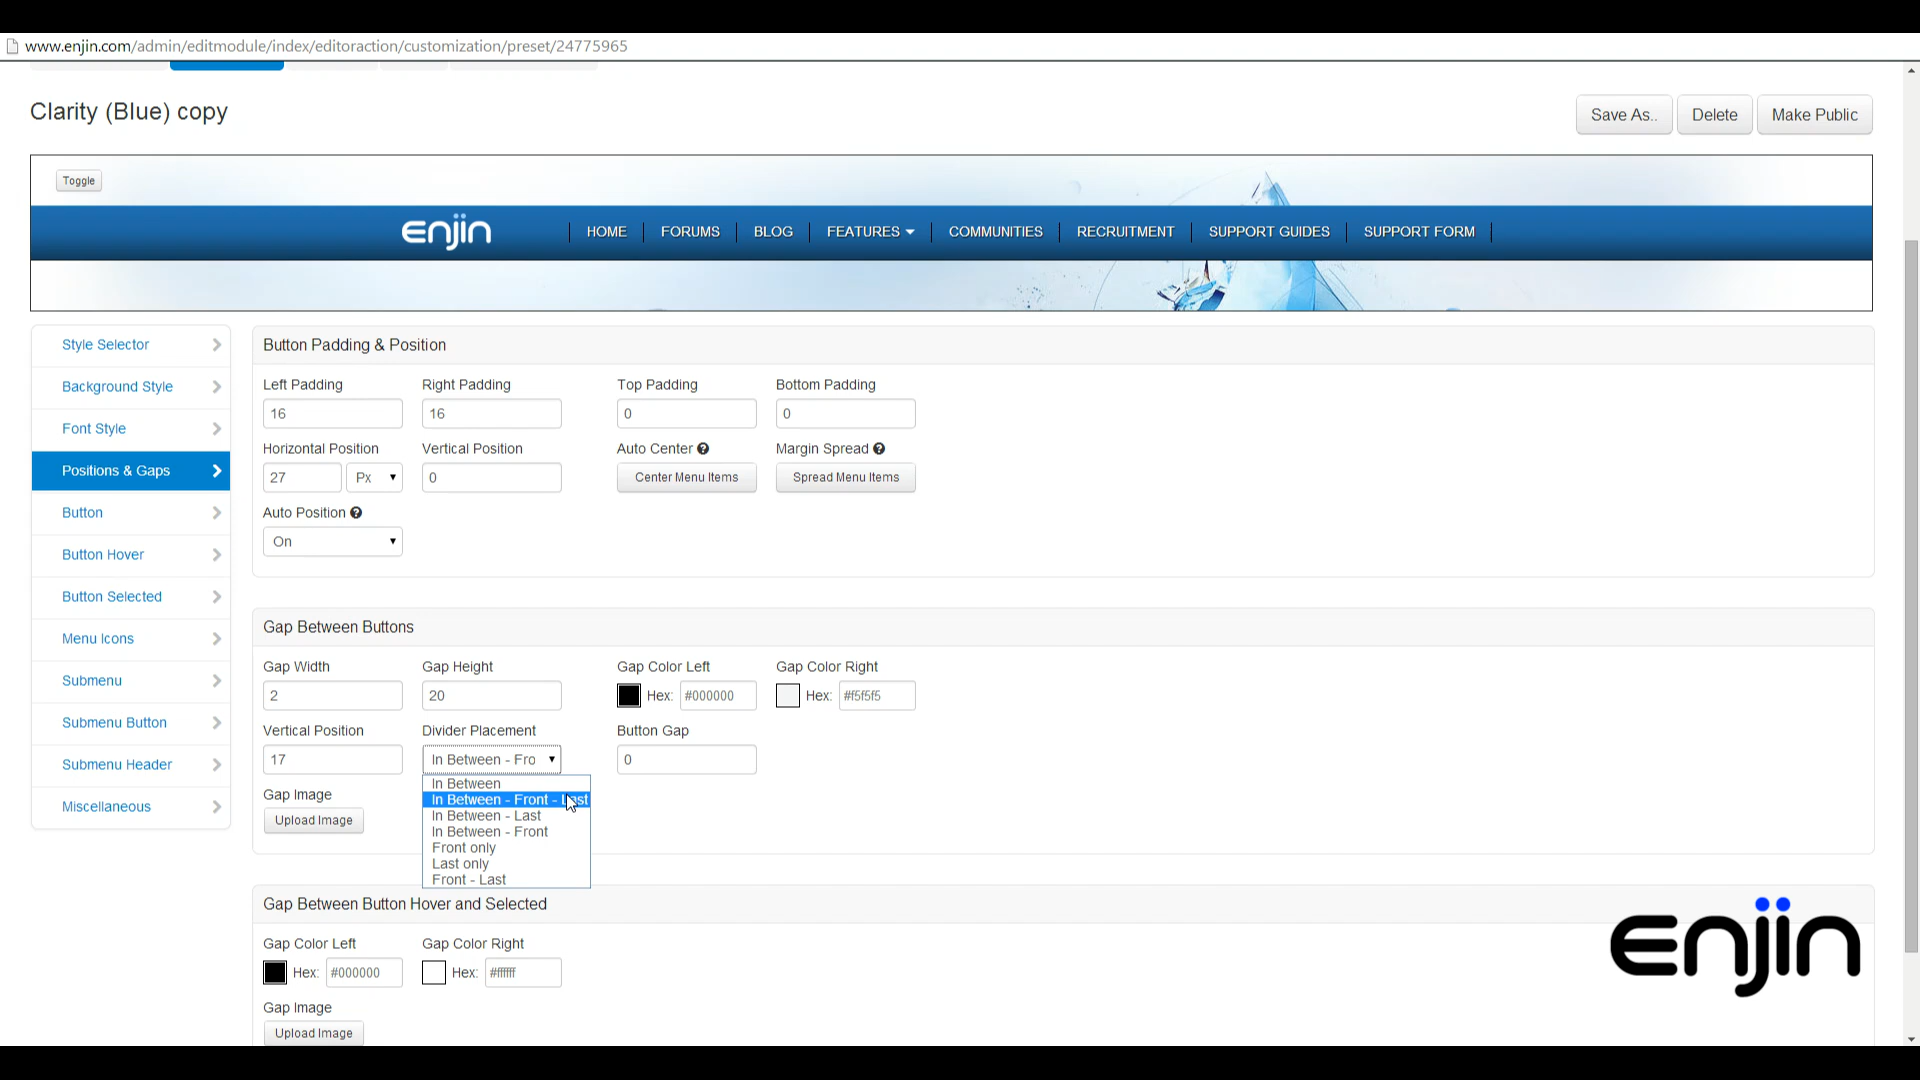 www.enjin.com/admin/editmodule/index/editoraction/customization/preset/24775965
Clarity (Blue) copy
Save As.. Delete Make Public
Toggle
enjin HOME FORUMS BLOG FEATURES COMMUNITIES RECRUITMENT SUPPORT GUIDES SUPPORT FORM
Style Selector
Background Style
Font Style
Positions & Gaps
Button
Button Hover
Button Selected
Menu Icons
Submenu
Submenu Button
Submenu Header
Miscellaneous
Button Padding & Position
Left Padding Right Padding Top Padding Bottom Padding
16 16 0 0
Horizontal Position Vertical Position Auto Center Margin Spread
27 Px 0 Center Menu Items Spread Menu Items
Auto Position
On
Gap Between Buttons
Gap Width Gap Height Gap Color Left Gap Color Right
2 20 Hex: #000000 Hex: #f5f5f5
Vertical Position Divider Placement Button Gap
17 In Between - Fro 0
Gap Image
Upload Image
In Between
In Between - Front - Last
In Between - Last
In Between - Front
Front only
Last only
Front - Last
Gap Between Button Hover and Selected
Gap Color Left Gap Color Right
Hex: #000000 Hex: #ffffff
Gap Image
Upload Image
enjin